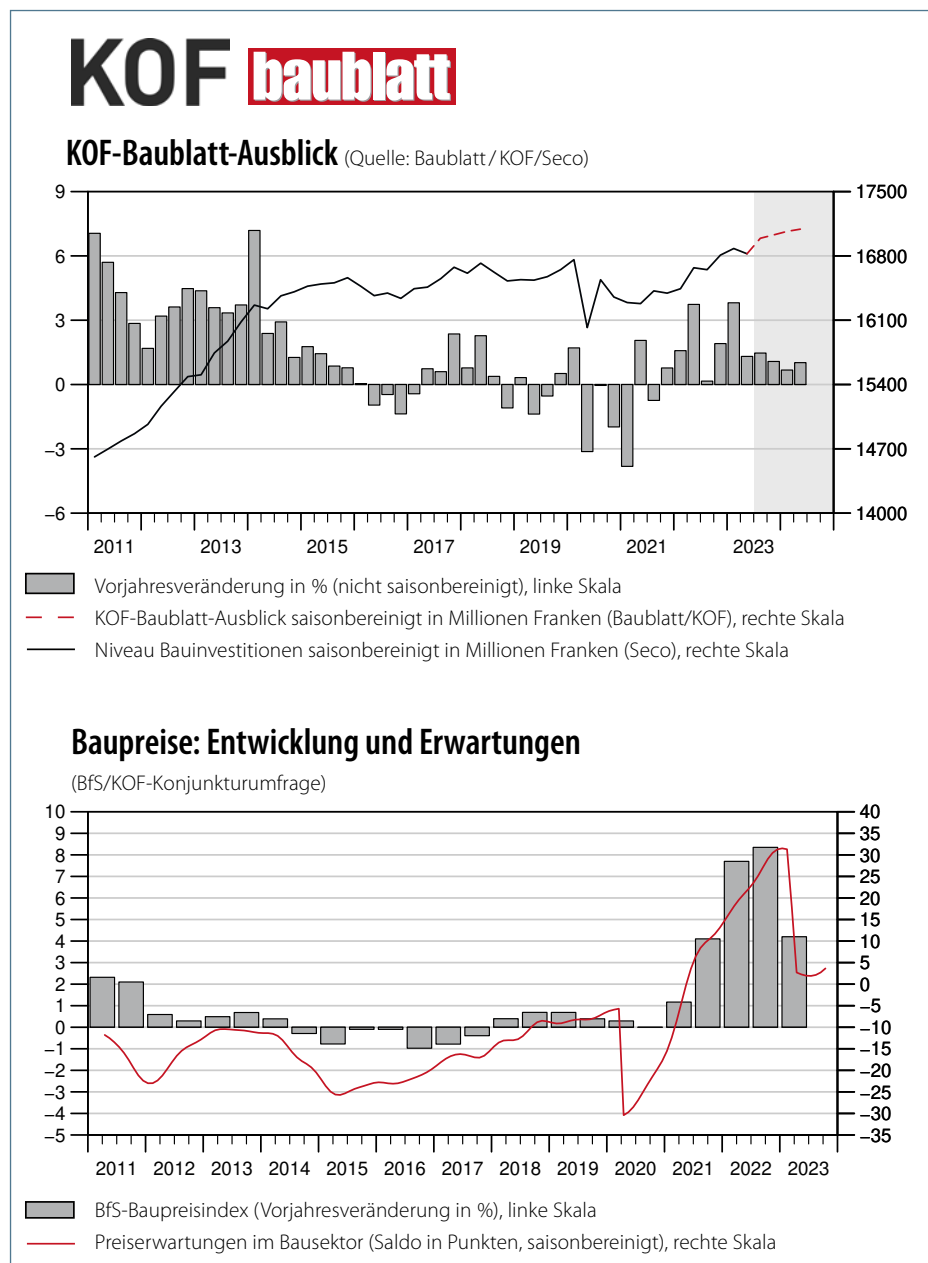 KOF baublatt
KOF-Baublatt-Ausblick (Quelle: Baublatt / KOF/Seco)
9 17500
6 16800
3 16100
0 15400
−3 14700
−6 14000
2011 2013 2015 2017 2019 2021 2023
Vorjahresveränderung in % (nicht saisonbereinigt), linke Skala
KOF-Baublatt-Ausblick saisonbereinigt in Millionen Franken (Baublatt/KOF), rechte Skala
Niveau Bauinvestitionen saisonbereinigt in Millionen Franken (Seco), rechte Skala
Baupreise: Entwicklung und Erwartungen
(BfS/KOF-Konjunkturumfrage)
10 40
9 35
8 30
7 25
6 20
5 15
4 10
3 5
2 0
1 −5
0 −10
−1 −15
−2 −20
−3 −25
−4 −30
−5 −35
2011 2012 2013 2014 2015 2016 2017 2018 2019 2020 2021 2022 2023
BfS-Baupreisindex (Vorjahresveränderung in %), linke Skala
Preiserwartungen im Bausektor (Saldo in Punkten, saisonbereinigt), rechte Skala